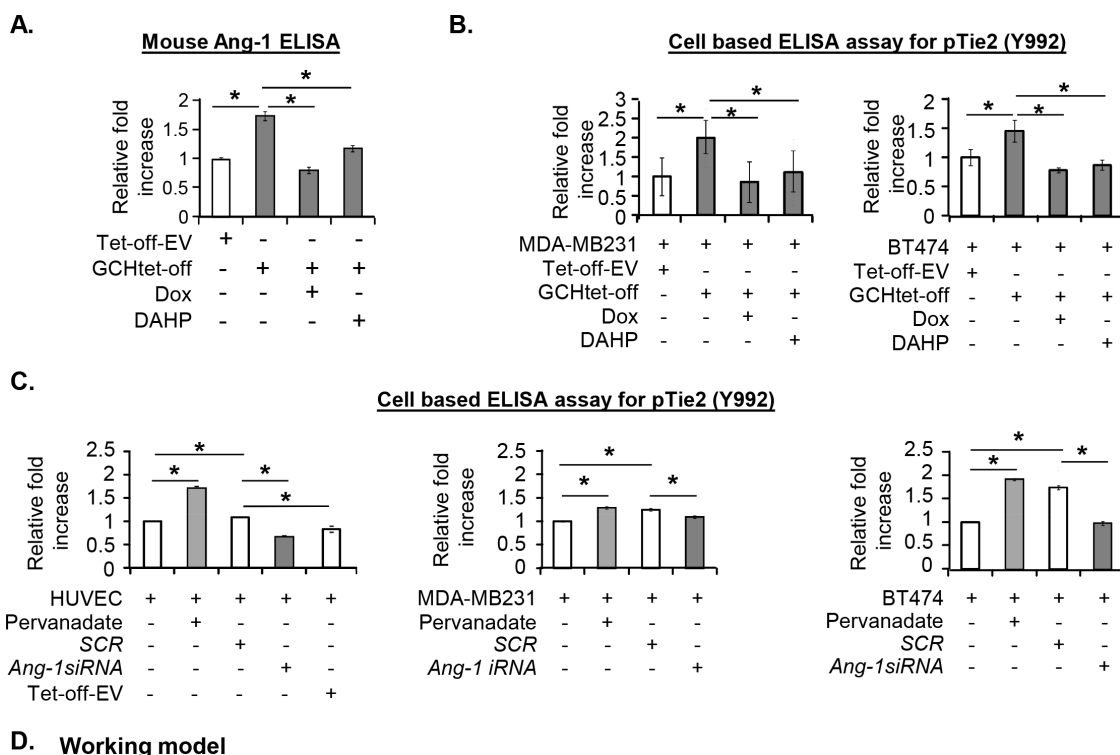 A.
Mouse Ang-1 ELISA
Relative fold
increase
2
1.5
1
0.5
0
* * *
Tet-off-EV + - - -
GCHtet-off - + + +
Dox - - + -
DAHP - - - +
B.
Cell based ELISA assay for pTie2 (Y992)
Relative fold
increase
3
2.5
2
1.5
1
0.5
0
* * *
MDA-MB231 + + + +
Tet-off-EV + - - -
GCHtet-off - + + +
Dox - - + -
DAHP - - - +
Relative fold
increase
2
1.5
1
0.5
0
* * *
BT474 + + + +
Tet-off-EV + - - -
GCHtet-off - + + +
Dox - - + -
DAHP - - - +
C.
Cell based ELISA assay for pTie2 (Y992)
Relative fold
increase
2.5
2
1.5
1
0.5
0
* * * *
HUVEC + + + + +
Pervanadate - + - - -
SCR - - + - -
Ang-1siRNA - - - + -
Tet-off-EV - - - - +
Relative fold
increase
2.5
2
1.5
1
0.5
0
* * *
MDA-MB231 + + + +
Pervanadate - + - -
SCR - - + -
Ang-1 iRNA - - - +
Relative fold
increase
2.5
2
1.5
1
0.5
0
* * *
BT474 + + + +
Pervanadate - + - -
SCR - - + -
Ang-1siRNA - - - +
D. Working model